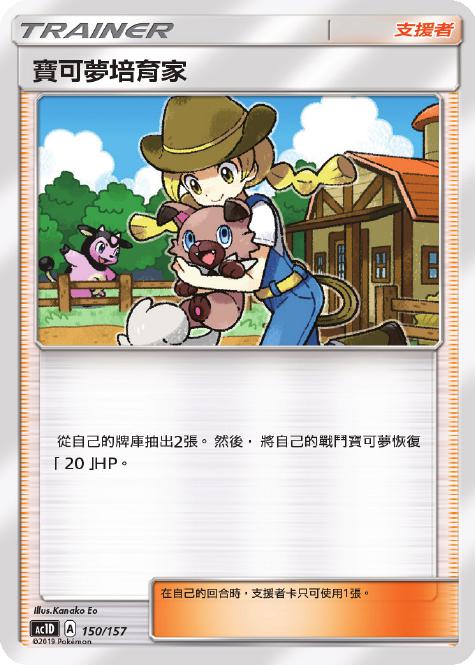 TRAINER
支援者
寶可夢培育家
從自己的牌庫抽出2張。然後，將自己的戰鬥寶可夢恢復
「20」HP。
在自己的回合時，支援者卡只可使用1張。
Illus.Kanako Eo
AC1D A 150/157
©2019 Pokémon